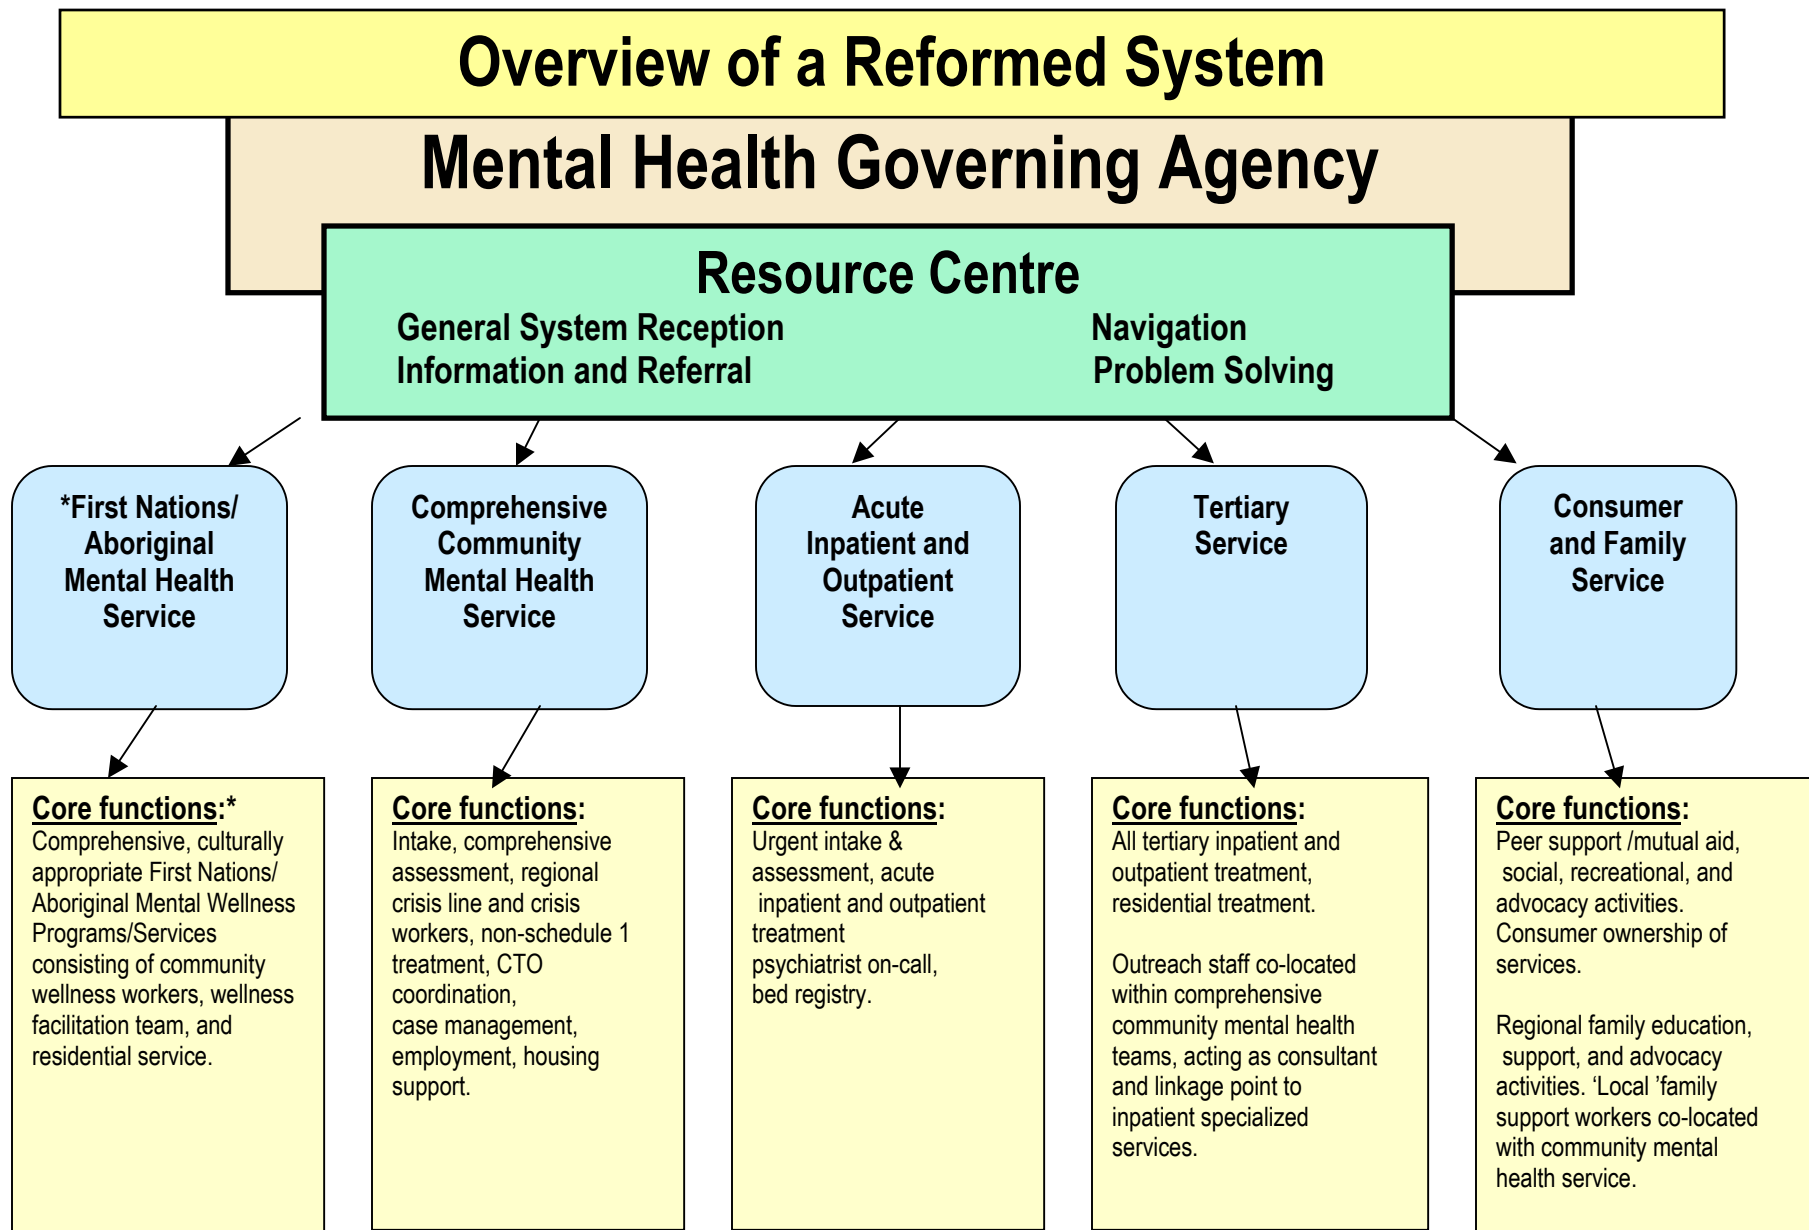 Overview of a Reformed System
Mental Health Governing Agency
Resource Centre
General System Reception Navigation
Information and Referral Problem Solving
*First Nations/
Aboriginal
Mental Health
Service
Comprehensive
Community
Mental Health
Service
Acute
Inpatient and
Outpatient
Service
Tertiary
Service
Consumer
and Family
Service
Core functions:*
Comprehensive, culturally
appropriate First Nations/
Aboriginal Mental Wellness
Programs/Services
consisting of community
wellness workers, wellness
facilitation team, and
residential service.
Core functions:
Intake, comprehensive
assessment, regional
crisis line and crisis
workers, non-schedule 1
treatment, CTO
coordination,
case management,
employment, housing
support.
Core functions:
Urgent intake &
assessment, acute
inpatient and outpatient
treatment
psychiatrist on-call,
bed registry.
Core functions:
All tertiary inpatient and
outpatient treatment,
residential treatment.
Outreach staff co-located
within comprehensive
community mental health
teams, acting as consultant
and linkage point to
inpatient specialized
services.
Core functions:
Peer support /mutual aid,
social, recreational, and
advocacy activities.
Consumer ownership of
services.
Regional family education,
support, and advocacy
activities. ‘Local ’family
support workers co-located
with community mental
health service.